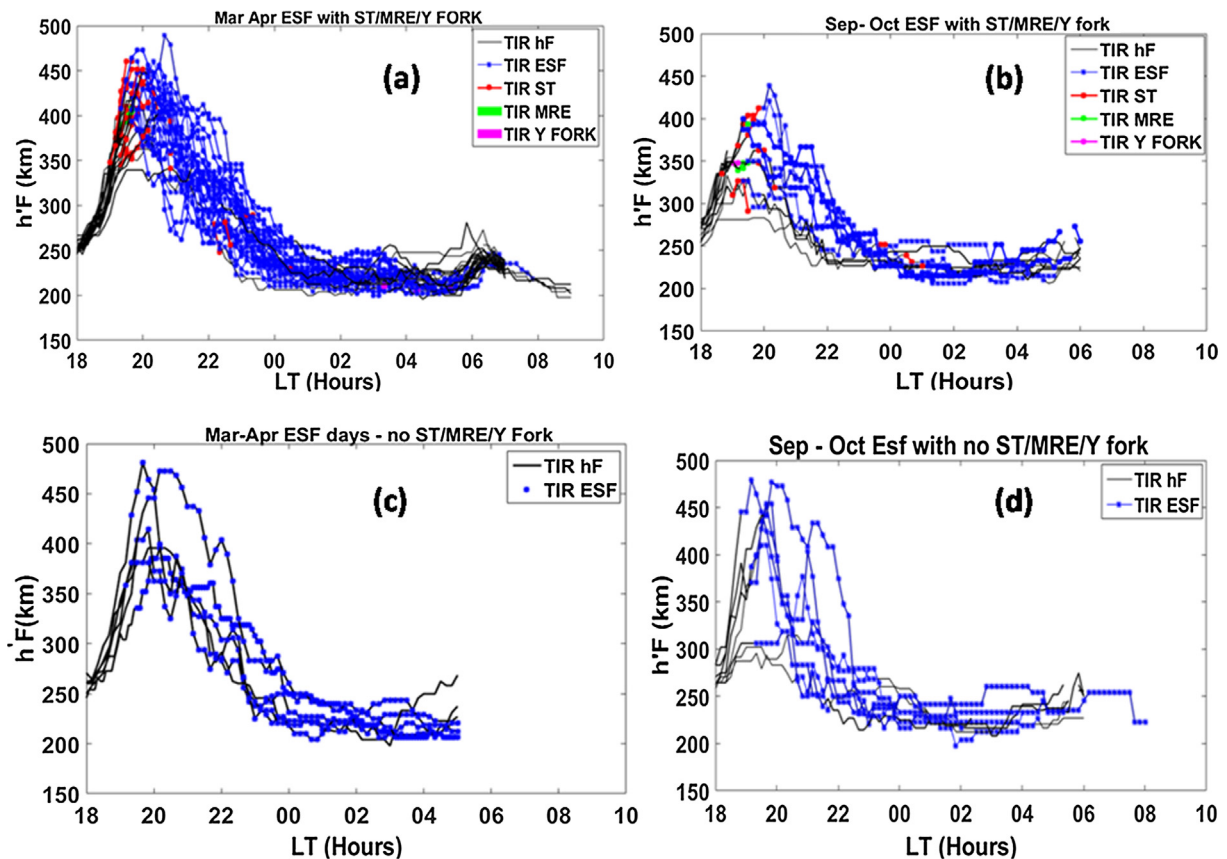 Mar Apr ESF with ST/MRE/Y FORK
500
450
400
350
300
250
200
150
h'F (km)
(a)
TIR hF
TIR ESF
TIR ST
TIR MRE
TIR Y FORK
18 20 22 00 02 04 06 08 10
LT (Hours)
Sep- Oct ESF with ST/MRE/Y fork
500
450
400
350
300
250
200
150
h'F (km)
(b)
TIR hF
TIR ESF
TIR ST
TIR MRE
TIR Y FORK
18 20 22 00 02 04 06 08 10
LT (Hours)
Mar-Apr ESF days - no ST/MRE/Y Fork
500
450
400
350
300
250
200
150
h'F(km)
(c)
TIR hF
TIR ESF
18 20 22 00 02 04 06 08 10
LT (Hours)
Sep - Oct Esf with no ST/MRE/Y fork
500
450
400
350
300
250
200
150
h'F (km)
(d)
TIR hF
TIR ESF
18 20 22 00 02 04 06 08 10
LT (Hours)